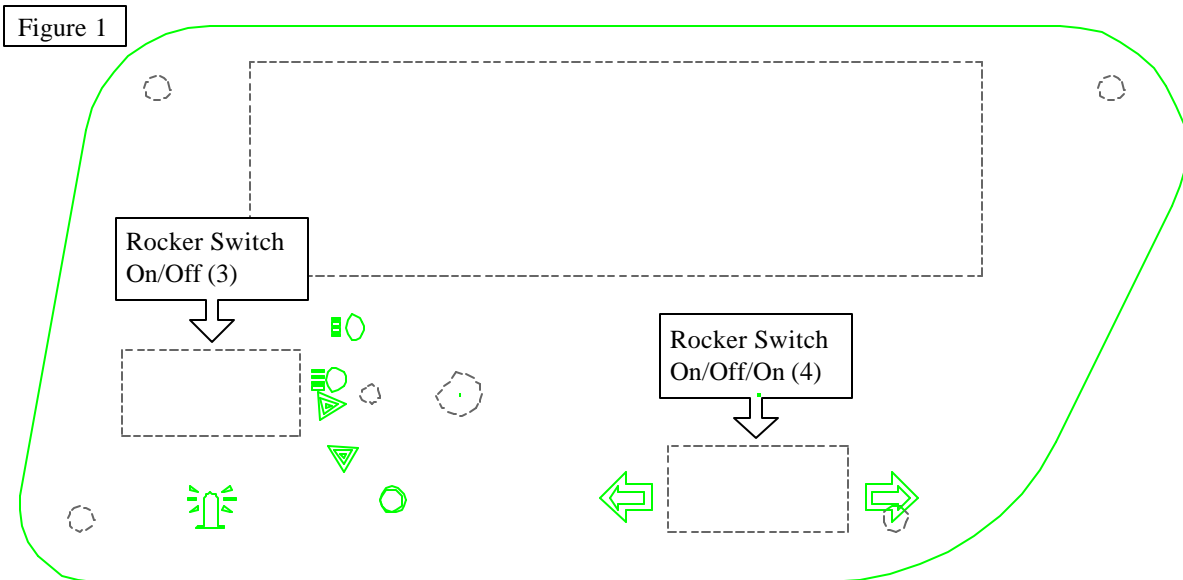 Figure 1
Rocker Switch
On/Off (3)
Rocker Switch
On/Off/On (4)